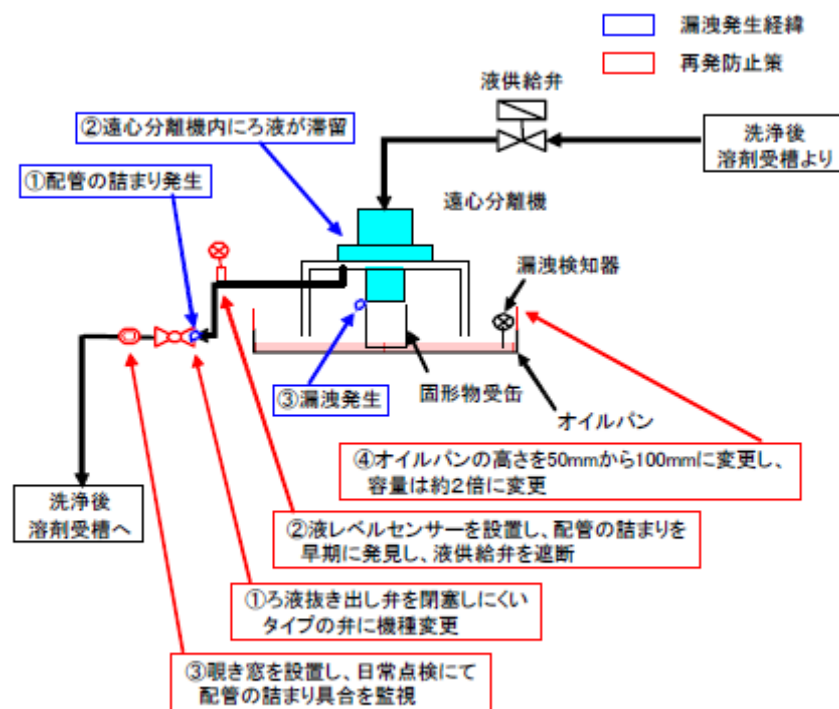 漏洩発生経緯
再発防止策
液供給弁
②遠心分離機内にろ液が滞留
洗浄後
溶剤受槽より
①配管の詰まり発生
遠心分離機
漏洩検知器
③漏洩発生
固形物受缶
オイルパン
④オイルパンの高さを50mmから100mmに変更し、
容量は約2倍に変更
洗浄後
溶剤受槽へ
②液レベルセンサーを設置し、配管の詰まりを
早期に発見し、液供給弁を遮断
①ろ液抜き出し弁を閉塞しにくい
タイプの弁に機種変更
③覗き窓を設置し、日常点検にて
配管の詰まり具合を監視